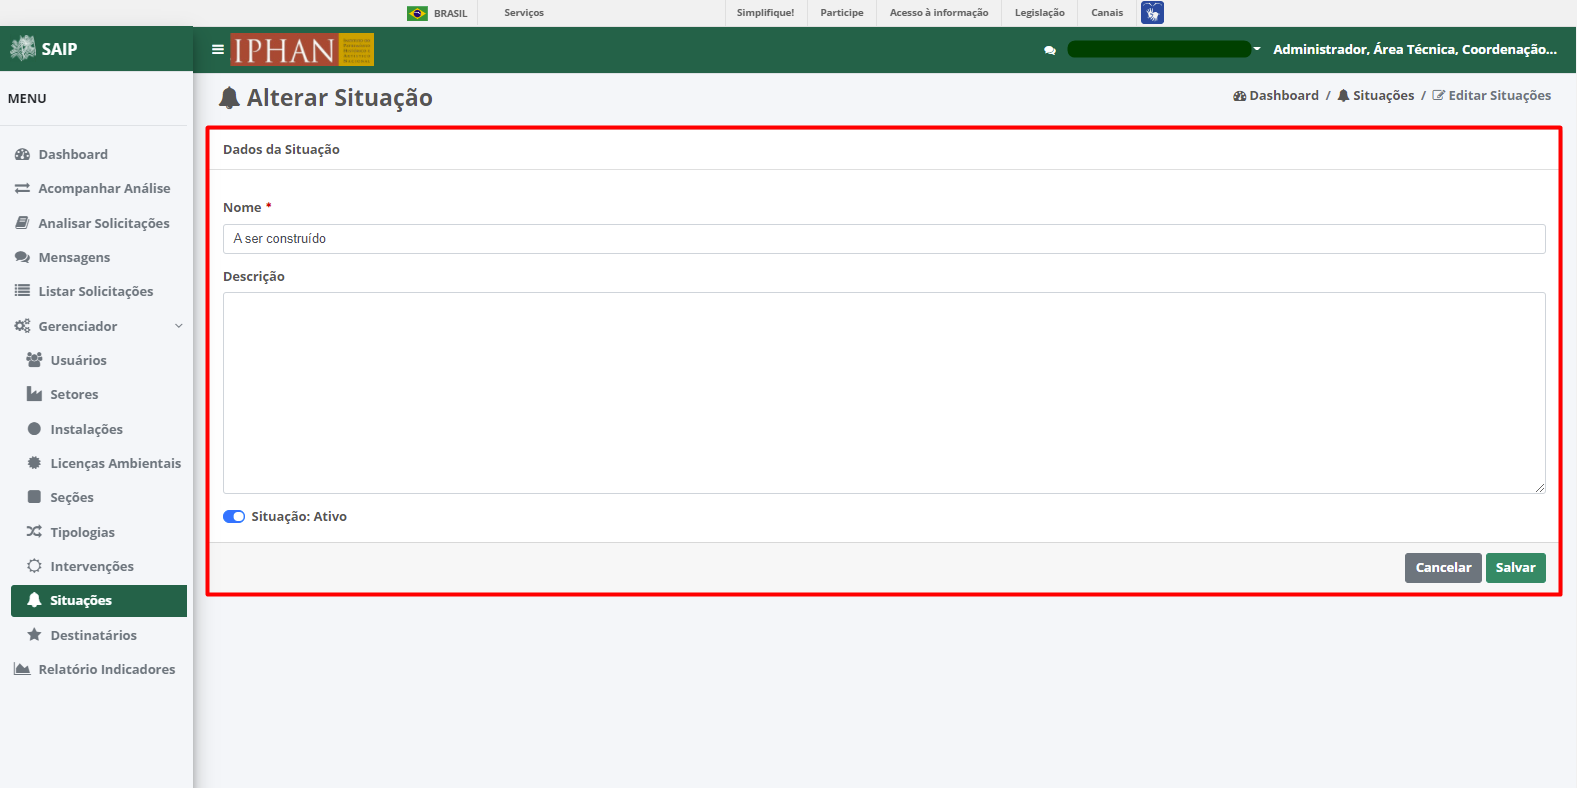 BRASIL Serviços Simplifique! Participe Acesso à informação Legislação Canais
SAIP
IPHAN
Administrador, Área Técnica, Coordenação...
MENU
Alterar Situação
Dashboard / Situações / Editar Situações
Dashboard
Acompanhar Análise
Analisar Solicitações
Mensagens
Listar Solicitações
Gerenciador
Usuários
Setores
Instalações
Licenças Ambientais
Seções
Tipologias
Intervenções
Situações
Destinatários
Relatório Indicadores
Dados da Situação
Nome *
A ser construído
Descrição
Situação: Ativo
Cancelar Salvar